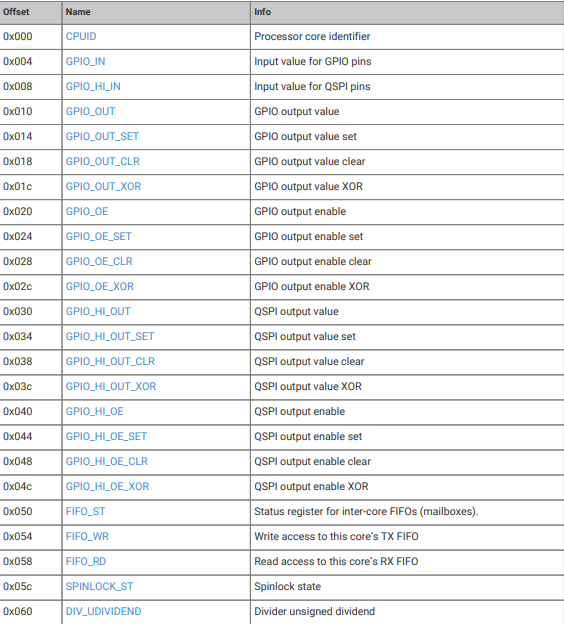 Offset Name Info
0x000 CPUID Processor core identifier
0x004 GPIO_IN Input value for GPIO pins
0x008 GPIO_HI_IN Input value for QSPI pins
0x010 GPIO_OUT GPIO output value
0x014 GPIO_OUT_SET GPIO output value set
0x018 GPIO_OUT_CLR GPIO output value clear
0x01c GPIO_OUT_XOR GPIO output value XOR
0x020 GPIO_OE GPIO output enable
0x024 GPIO_OE_SET GPIO output enable set
0x028 GPIO_OE_CLR GPIO output enable clear
0x02c GPIO_OE_XOR GPIO output enable XOR
0x030 GPIO_HI_OUT QSPI output value
0x034 GPIO_HI_OUT_SET QSPI output value set
0x038 GPIO_HI_OUT_CLR QSPI output value clear
0x03c GPIO_HI_OUT_XOR QSPI output value XOR
0x040 GPIO_HI_OE QSPI output enable
0x044 GPIO_HI_OE_SET QSPI output enable set
0x048 GPIO_HI_OE_CLR QSPI output enable clear
0x04c GPIO_HI_OE_XOR QSPI output enable XOR
0x050 FIFO_ST Status register for inter-core FIFOs (mailboxes).
0x054 FIFO_WR Write access to this core's TX FIFO
0x058 FIFO_RD Read access to this core's RX FIFO
0x05c SPINLOCK_ST Spinlock state
0x060 DIV_UDIVIDEND Divider unsigned dividend